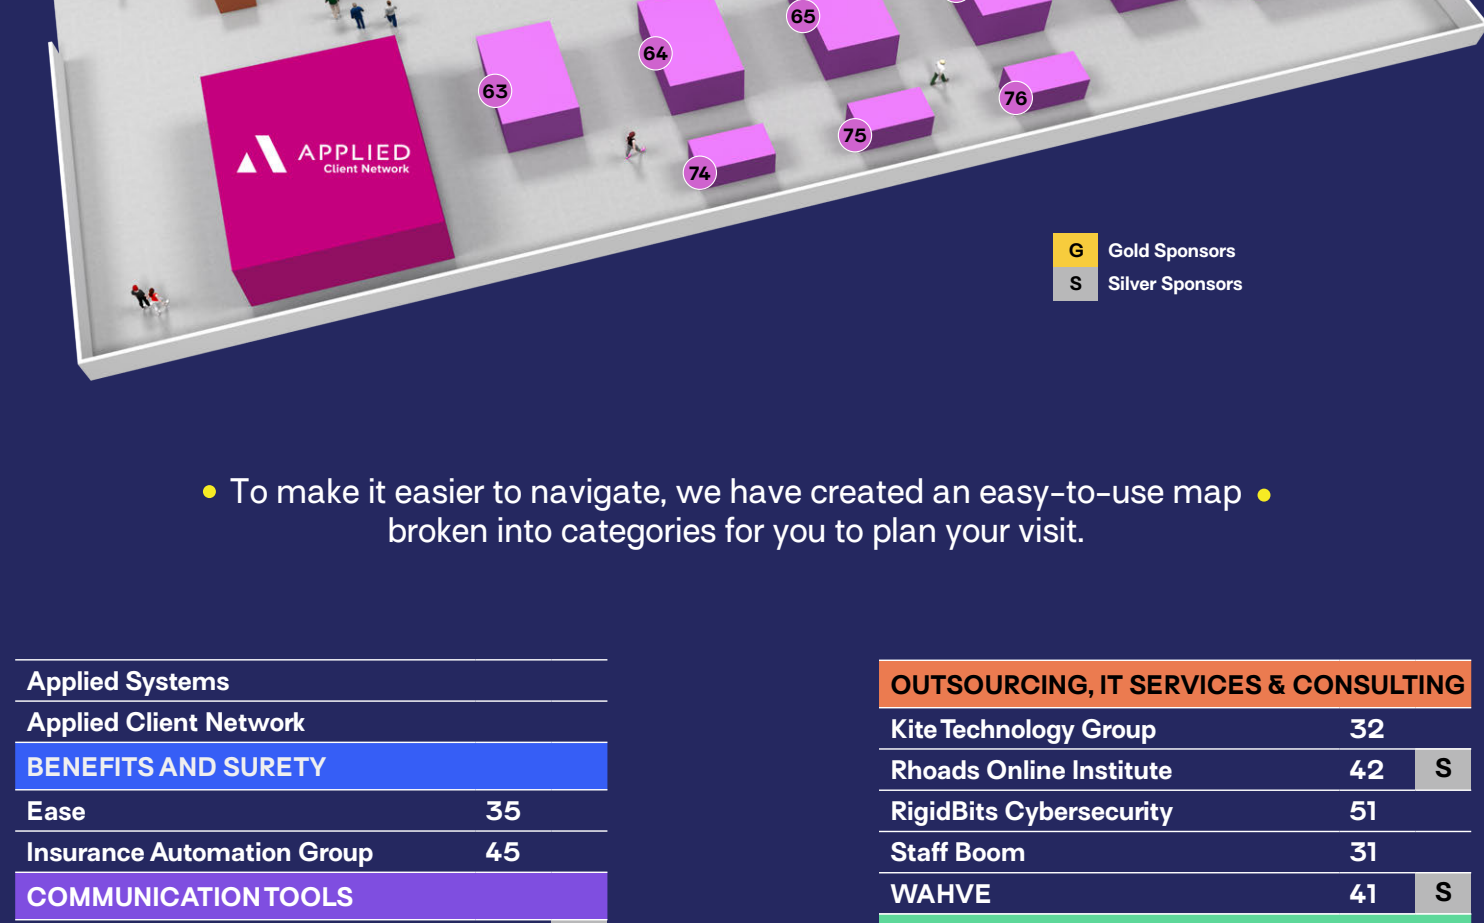 65
64
63
76
75
74
APPLIED
Client Network
G Gold Sponsors
S Silver Sponsors
To make it easier to navigate, we have created an easy-to-use map
broken into categories for you to plan your visit.
Applied Systems
Applied Client Network
BENEFITS AND SURETY
Ease 35
Insurance Automation Group 45
COMMUNICATION TOOLS
OUTSOURCING, IT SERVICES & CONSULTING
Kite Technology Group 32
Rhoads Online Institute 42 S
RigidBits Cybersecurity 51
Staff Boom 31
WAHVE 41 S